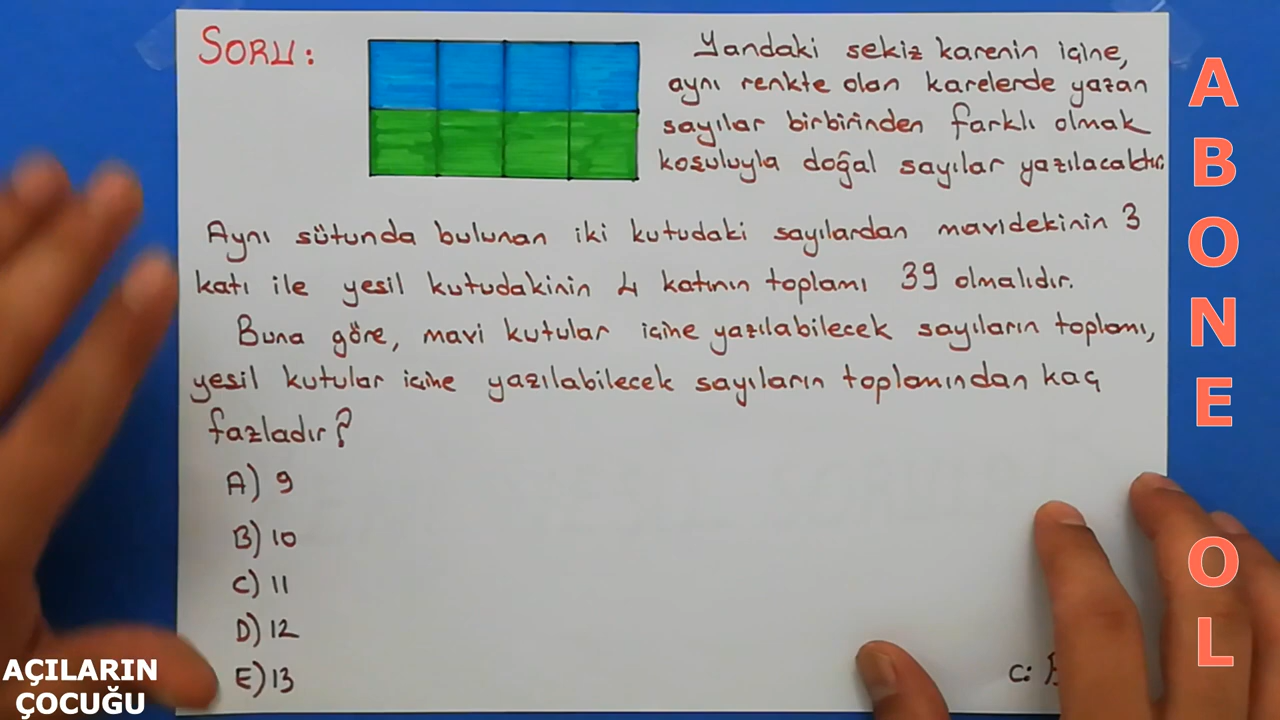 SORU:
Yandaki sekiz karenin içine,
aynı renkte olan karelerde yazan
sayılar birbirinden farklı olmak
koşuluyla doğal sayılar yazılacaktır.
Aynı sütunda bulunan iki kutudaki sayılardan mavidekinin 3
katı ile yeşil kutudakinin 4 katının toplamı 39 olmalıdır.
Buna göre, mavi kutular içine yazılabilecek sayıların toplamı,
yeşil kutular içine yazılabilecek sayıların toplamından kaç
fazladır?
A) 9
B) 10
C) 11
D) 12
E) 13
C:
ABONE
OL
AÇILARIN
ÇOCUĞU